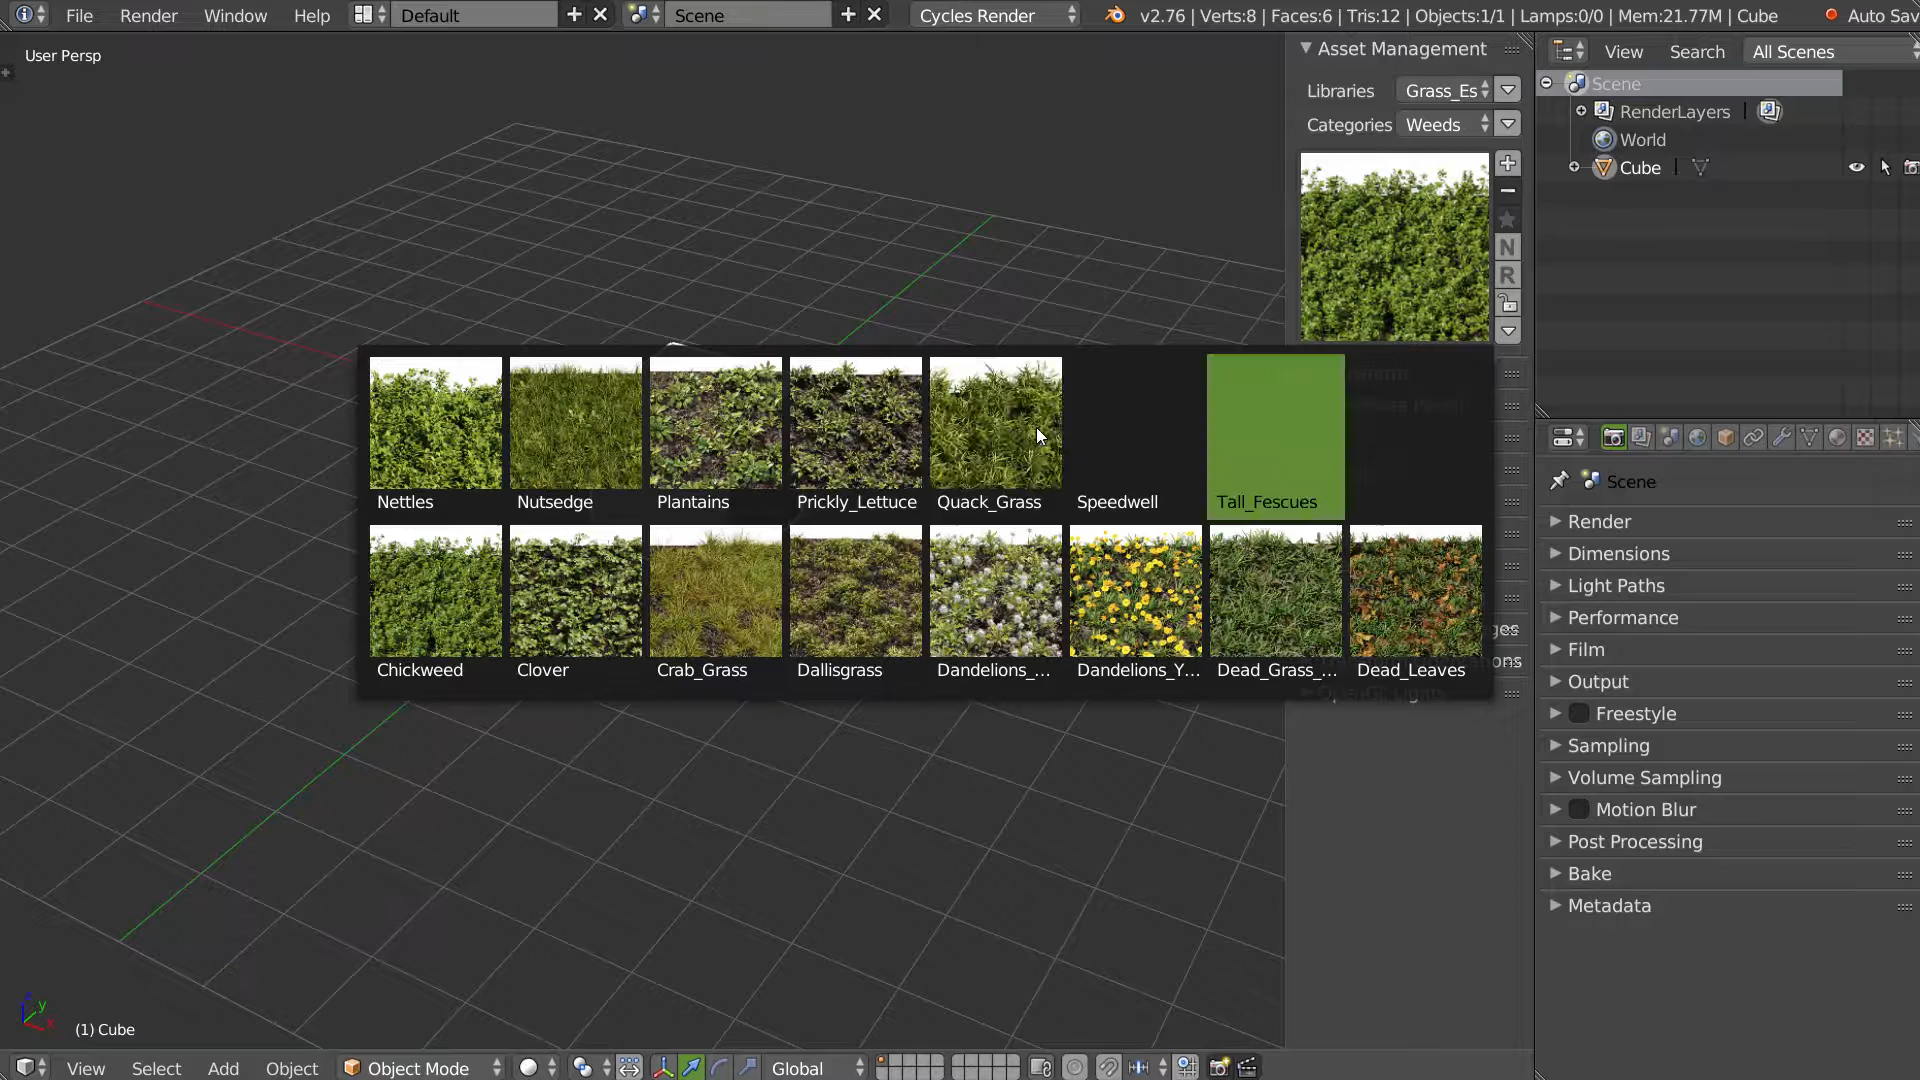 File Render Window Help Default Scene Cycles Render v2.76 | Verts:8 | Faces:6 | Tris:12 | Objects:1/1 | Lamps:0/0 | Mem:21.77M | Cube Auto Sav
User Persp
Asset Management
Libraries Grass_Es
Categories Weeds
N
R
View Search All Scenes
Scene
RenderLayers
World
Cube
Nettles Nutsedge Plantains Prickly_Lettuce Quack_Grass Speedwell Tall_Fescues
Chickweed Clover Crab_Grass Dallisgrass Dandelions_... Dandelions_Y... Dead_Grass_... Dead_Leaves
Scene
Render
Dimensions
Light Paths
Performance
Film
Output
Freestyle
Sampling
Volume Sampling
Motion Blur
Post Processing
Bake
Metadata
z
y
x
(1) Cube
View Select Add Object Object Mode Global